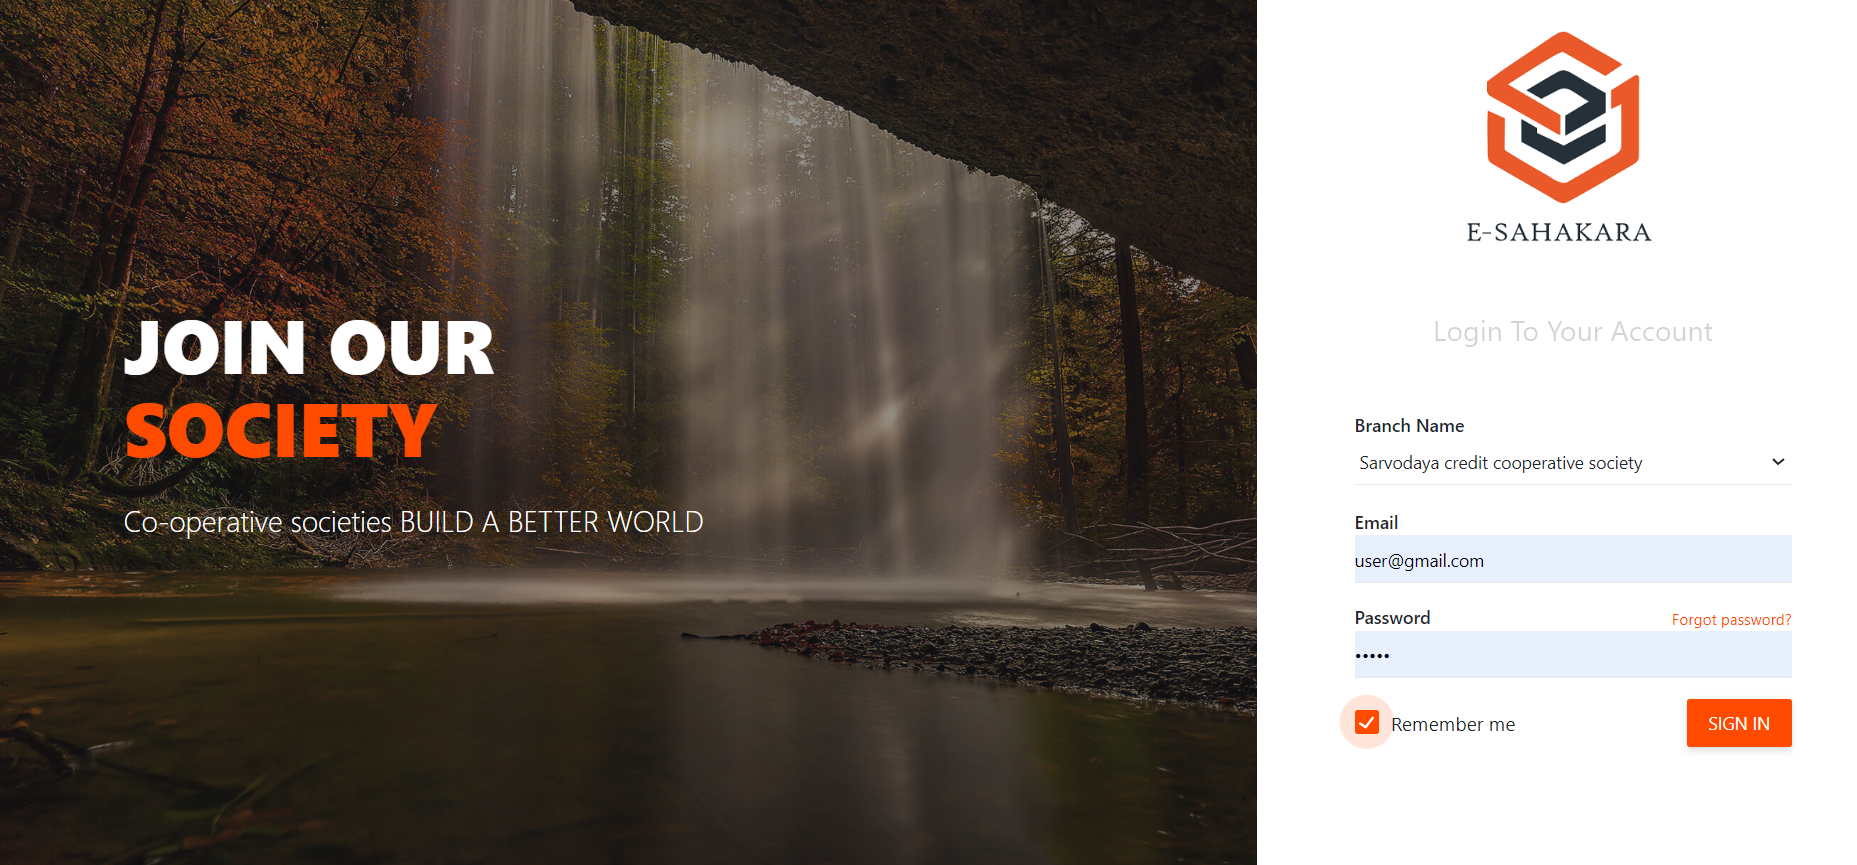 JOIN OUR
SOCIETY
Co-operative societies BUILD A BETTER WORLD
E-SAHAKARA
Login To Your Account
Branch Name
Sarvodaya credit cooperative society
Email
user@gmail.com
Password
Forgot password?
•••••
Remember me
SIGN IN